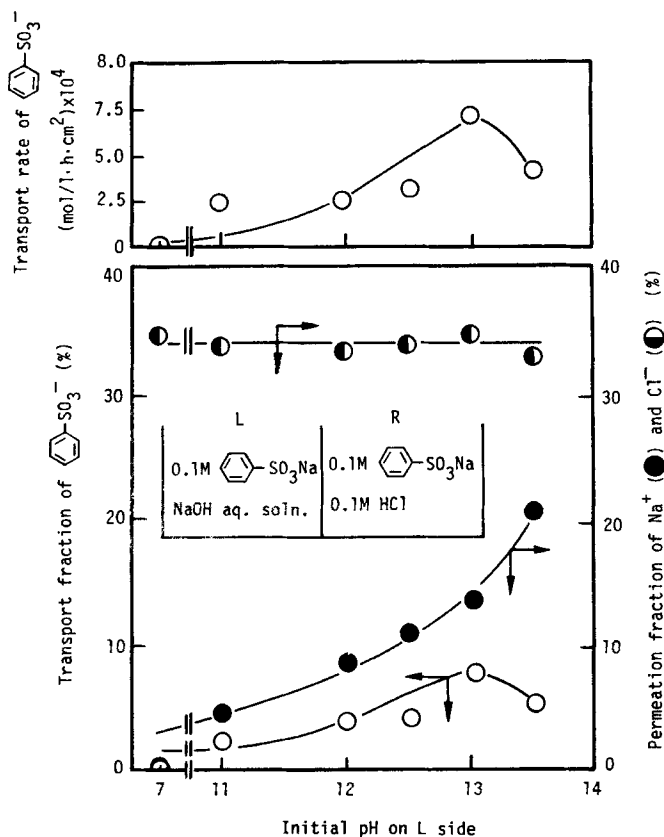 Transport rate of SO3−
(mol/l·h·cm2)x10 4
8.0
7.5
5.0
2.5
0
Transport fraction of SO3− (%)
40
30
20
10
0
L
0.1M SO3Na
NaOH aq. soln.
R
0.1M SO3Na
0.1M HCl
40
30
20
10
0
Permeation fraction of Na+ ( ) and Cl− ( ) (%)
7
11
12
13
14
Initial pH on L side